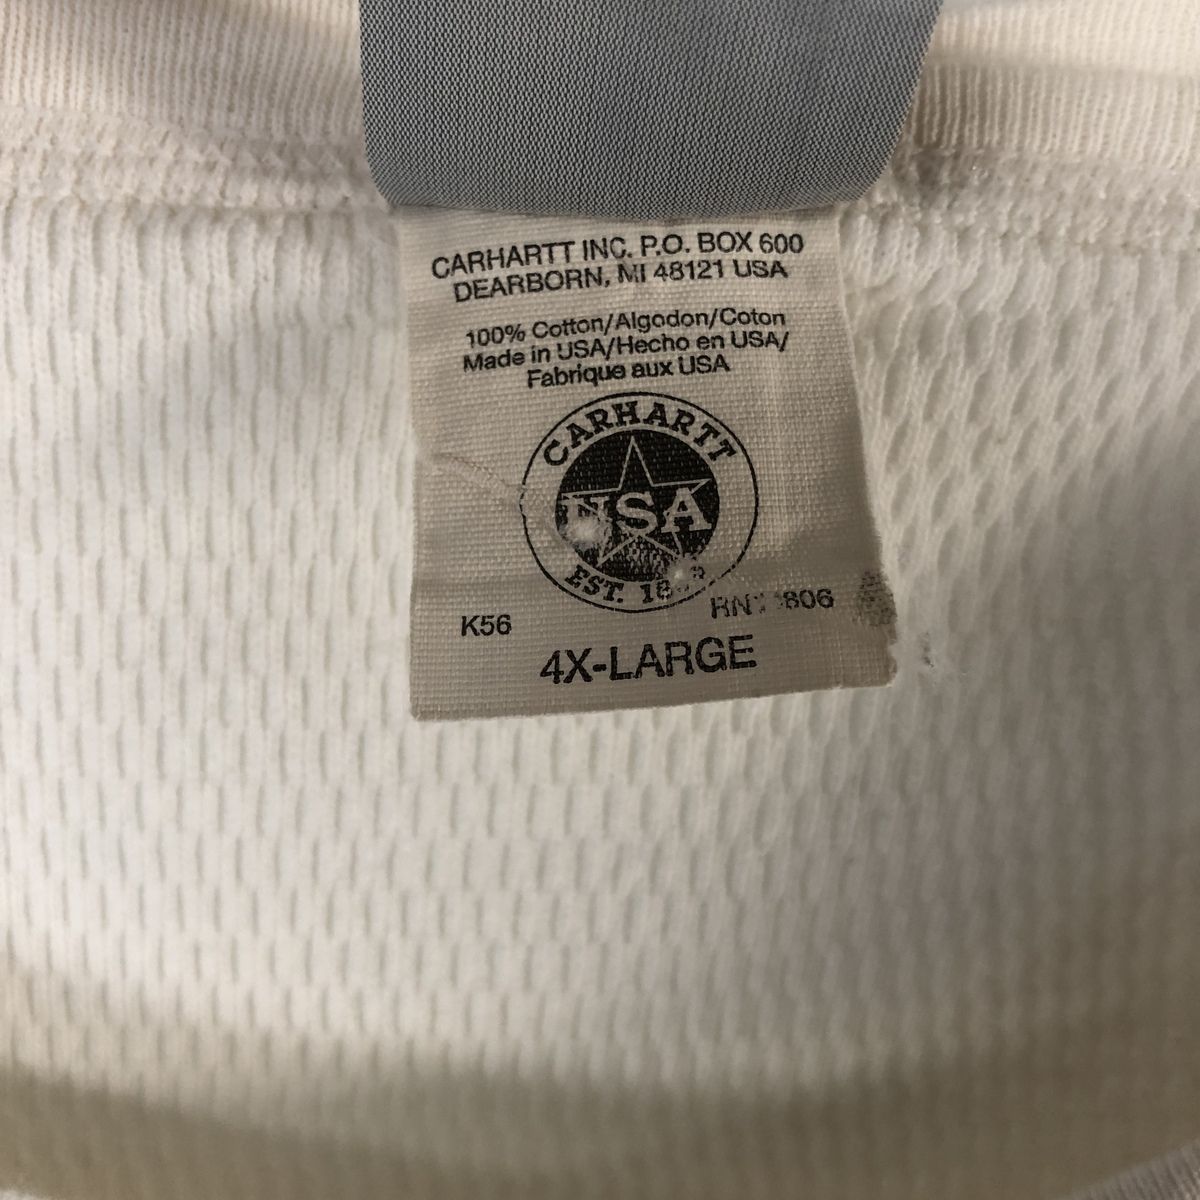 CARHARTT INC. P.O. BOX 600
DEARBORN, MI 48121 USA
100% Cotton/Algodon/Coton
Made in USA/Hecho en USA/
Fabrique aux USA
CARHARTT
USA
EST.
K56
4X-LARGE